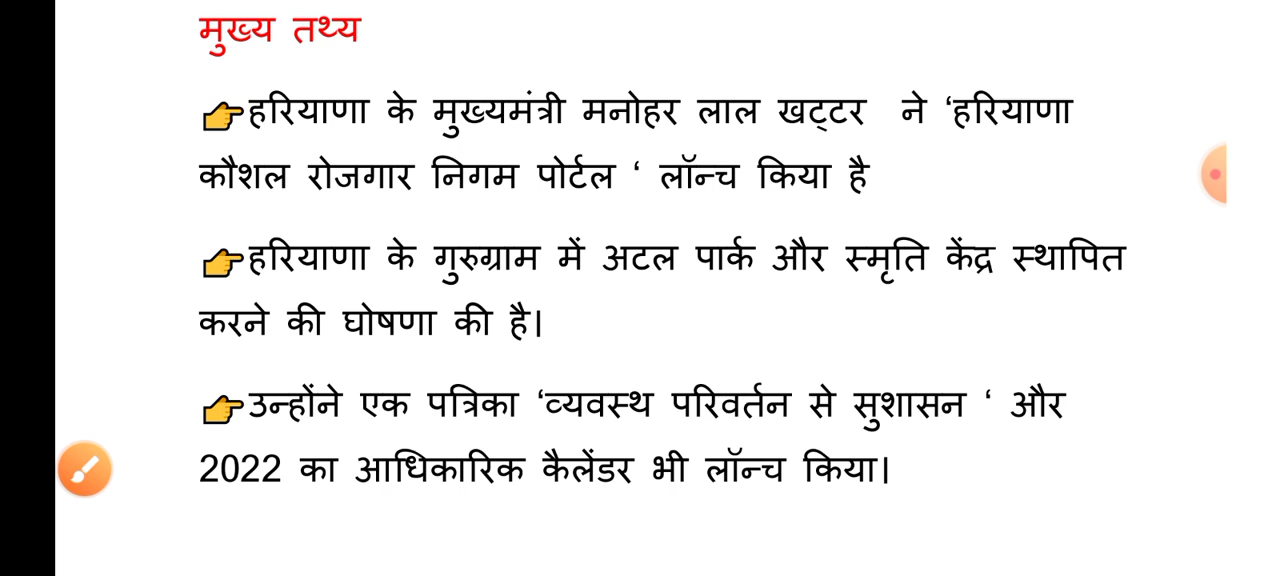 मुख्य तथ्य
👉हरियाणा के मुख्यमंत्री मनोहर लाल खट्टर ने ‘हरियाणा
कौशल रोजगार निगम पोर्टल ‘ लॉन्च किया है
👉हरियाणा के गुरुग्राम में अटल पार्क और स्मृति केंद्र स्थापित
करने की घोषणा की है।
👉उन्होंने एक पत्रिका ‘व्यवस्थ परिवर्तन से सुशासन ‘ और
2022 का आधिकारिक कैलेंडर भी लॉन्च किया।